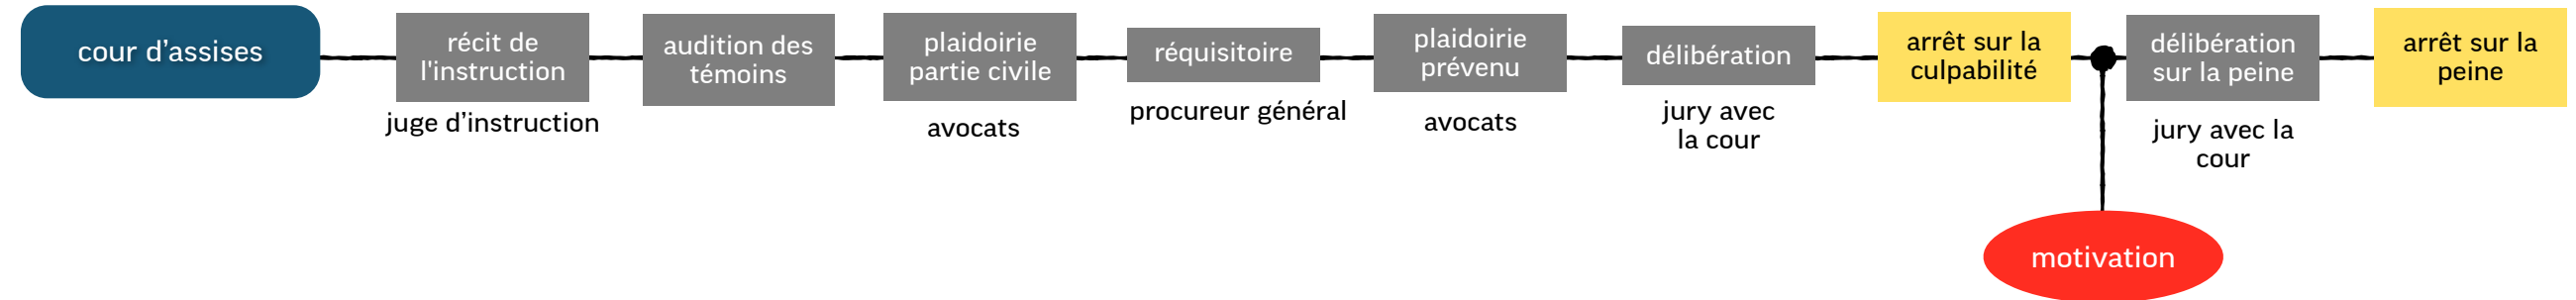 cour d’assises
récit de
l'instruction
juge d’instruction
audition des
témoins
plaidoirie
partie civile
avocats
réquisitoire
procureur général
plaidoirie
prévenu
avocats
délibération
jury avec
la cour
arrêt sur la
culpabilité
motivation
délibération
sur la peine
jury avec la
cour
arrêt sur la
peine